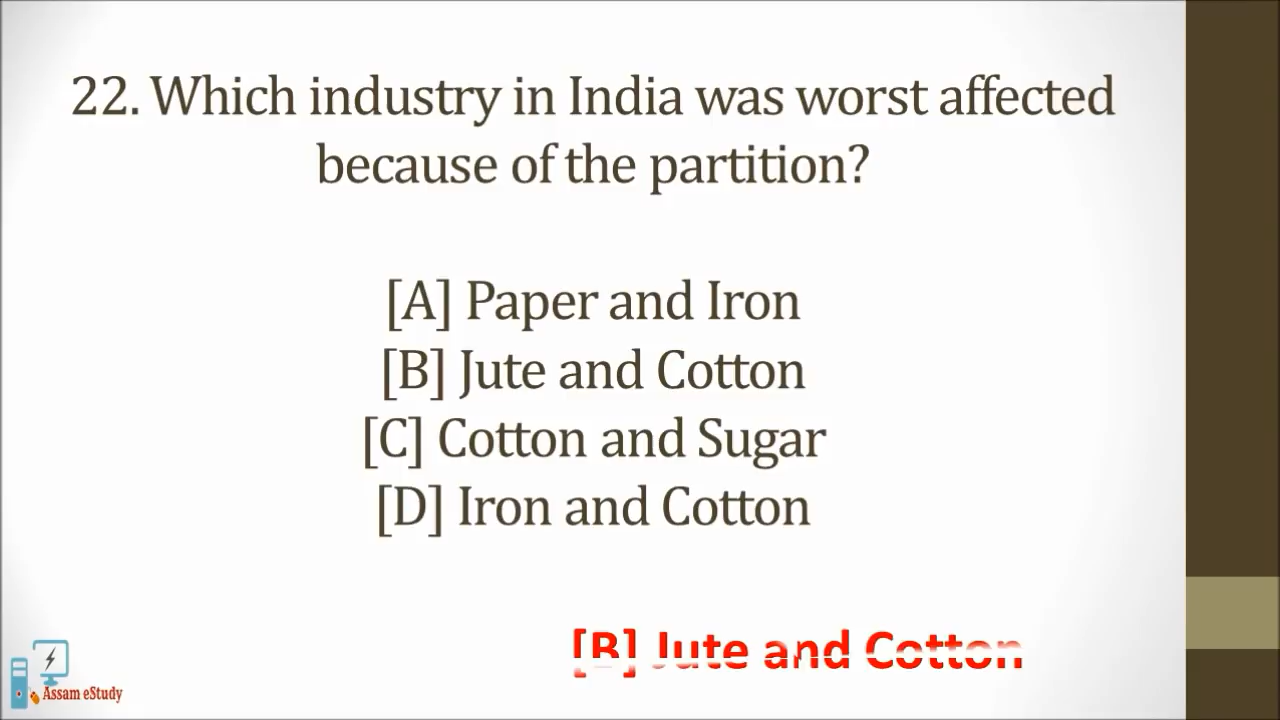 22. Which industry in India was worst affected
because of the partition?
[A] Paper and Iron
[B] Jute and Cotton
[C] Cotton and Sugar
[D] Iron and Cotton
[B] Jute and Cotton
Assam eStudy